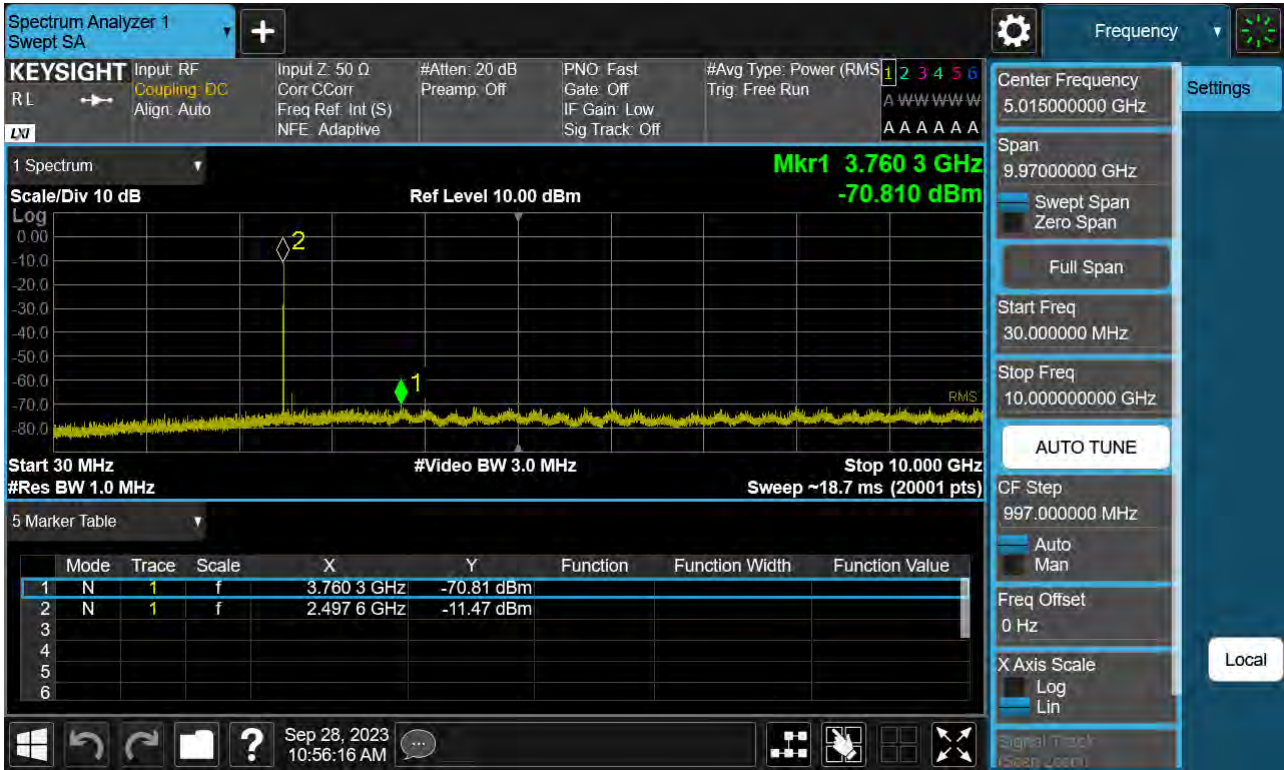 Spectrum Analyzer 1
Swept SA
Frequency
KEYSIGHT
R L
LXI
Input: RF
Coupling: DC
Align: Auto
Input Z: 50 Ω
Corr CCorr
Freq Ref: Int (S)
NFE: Adaptive
#Atten: 20 dB
Preamp: Off
PNO: Fast
Gate: Off
IF Gain: Low
Sig Track: Off
#Avg Type: Power (RMS
Trig: Free Run
1 2 3 4 5 6
A W W W W W
A A A A A A
1 Spectrum
Mkr1 3.760 3 GHz
Scale/Div 10 dB
Ref Level 10.00 dBm
-70.810 dBm
Log
0.00
-10.0
-20.0
-30.0
-40.0
-50.0
-60.0
-70.0
-80.0
2
1
RMS
Start 30 MHz
#Video BW 3.0 MHz
Stop 10.000 GHz
#Res BW 1.0 MHz
Sweep ~18.7 ms (20001 pts)
5 Marker Table
Mode Trace Scale X Y Function Function Width Function Value
1 N 1 f 3.760 3 GHz -70.81 dBm
2 N 1 f 2.497 6 GHz -11.47 dBm
3
4
5
6
Sep 28, 2023
10:56:16 AM
Center Frequency
5.015000000 GHz
Settings
Span
9.97000000 GHz
Swept Span
Zero Span
Full Span
Start Freq
30.000000 MHz
Stop Freq
10.000000000 GHz
AUTO TUNE
CF Step
997.000000 MHz
Auto
Man
Freq Offset
0 Hz
X Axis Scale
Log
Lin
Local
Signal Track
(Span Zoom)